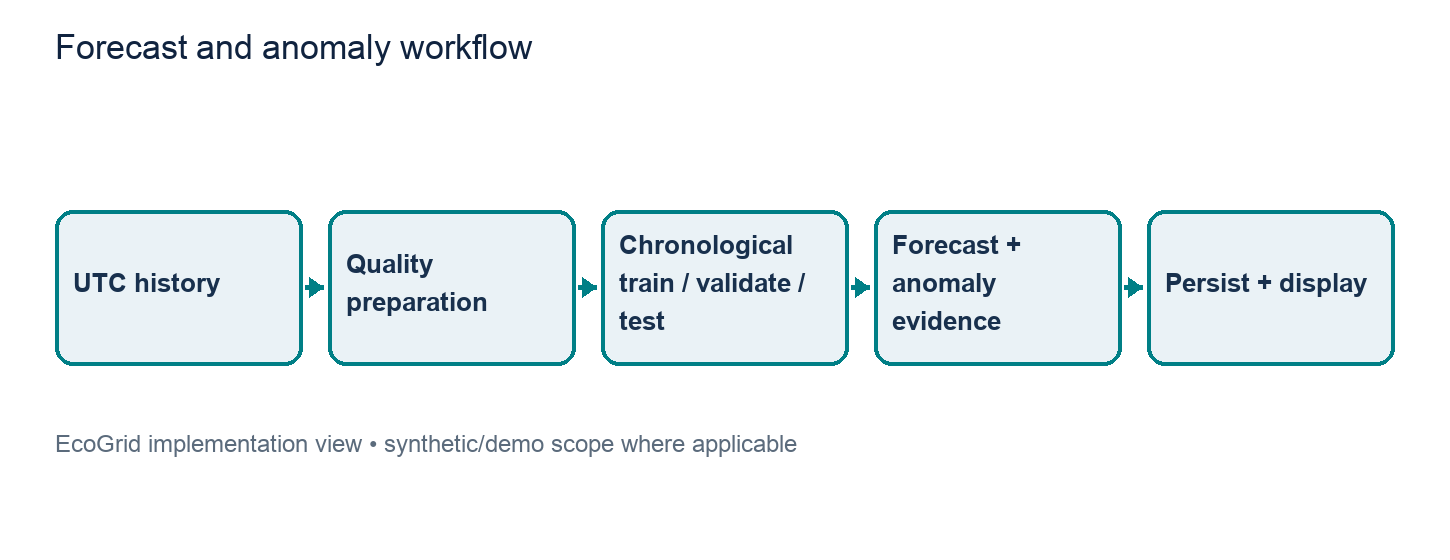 Forecast and anomaly workflow
UTC history
Quality
preparation
Chronological
train / validate /
test
Forecast +
anomaly
evidence
Persist + display
EcoGrid implementation view • synthetic/demo scope where applicable